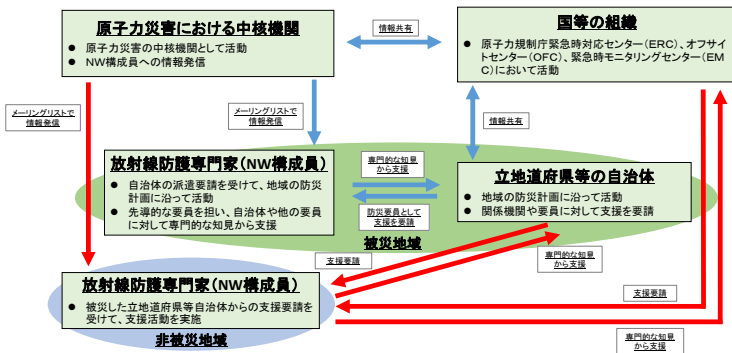 原子力災害における中核機関
● 原子力災害の中核機関として活動
● NW構成員への情報発信
情報共有
国等の組織
● 原子力規制庁緊急時対応センター(ERC)、オフサイ
トセンター(OFC)、緊急時モニタリングセンター(EM
C)において活動
メーリングリストで
情報発信
メーリングリストで
情報発信
情報共有
放射線防護専門家(NW構成員)
● 自治体の派遣要請を受けて、地域の防災
計画に沿って活動
● 先導的な要員を担い、自治体や他の要員
に対して専門的な知見から支援
専門的な知見
から支援
防災要員として
支援を要請
立地道府県等の自治体
● 地域の防災計画に沿って活動
● 関係機関や要員に対して支援を要請
被災地域
支援要請
専門的な知見
から支援
放射線防護専門家(NW構成員)
● 被災した立地道府県等自治体からの支援要請を
受けて、支援活動を実施
非被災地域
支援要請
専門的な知見
から支援